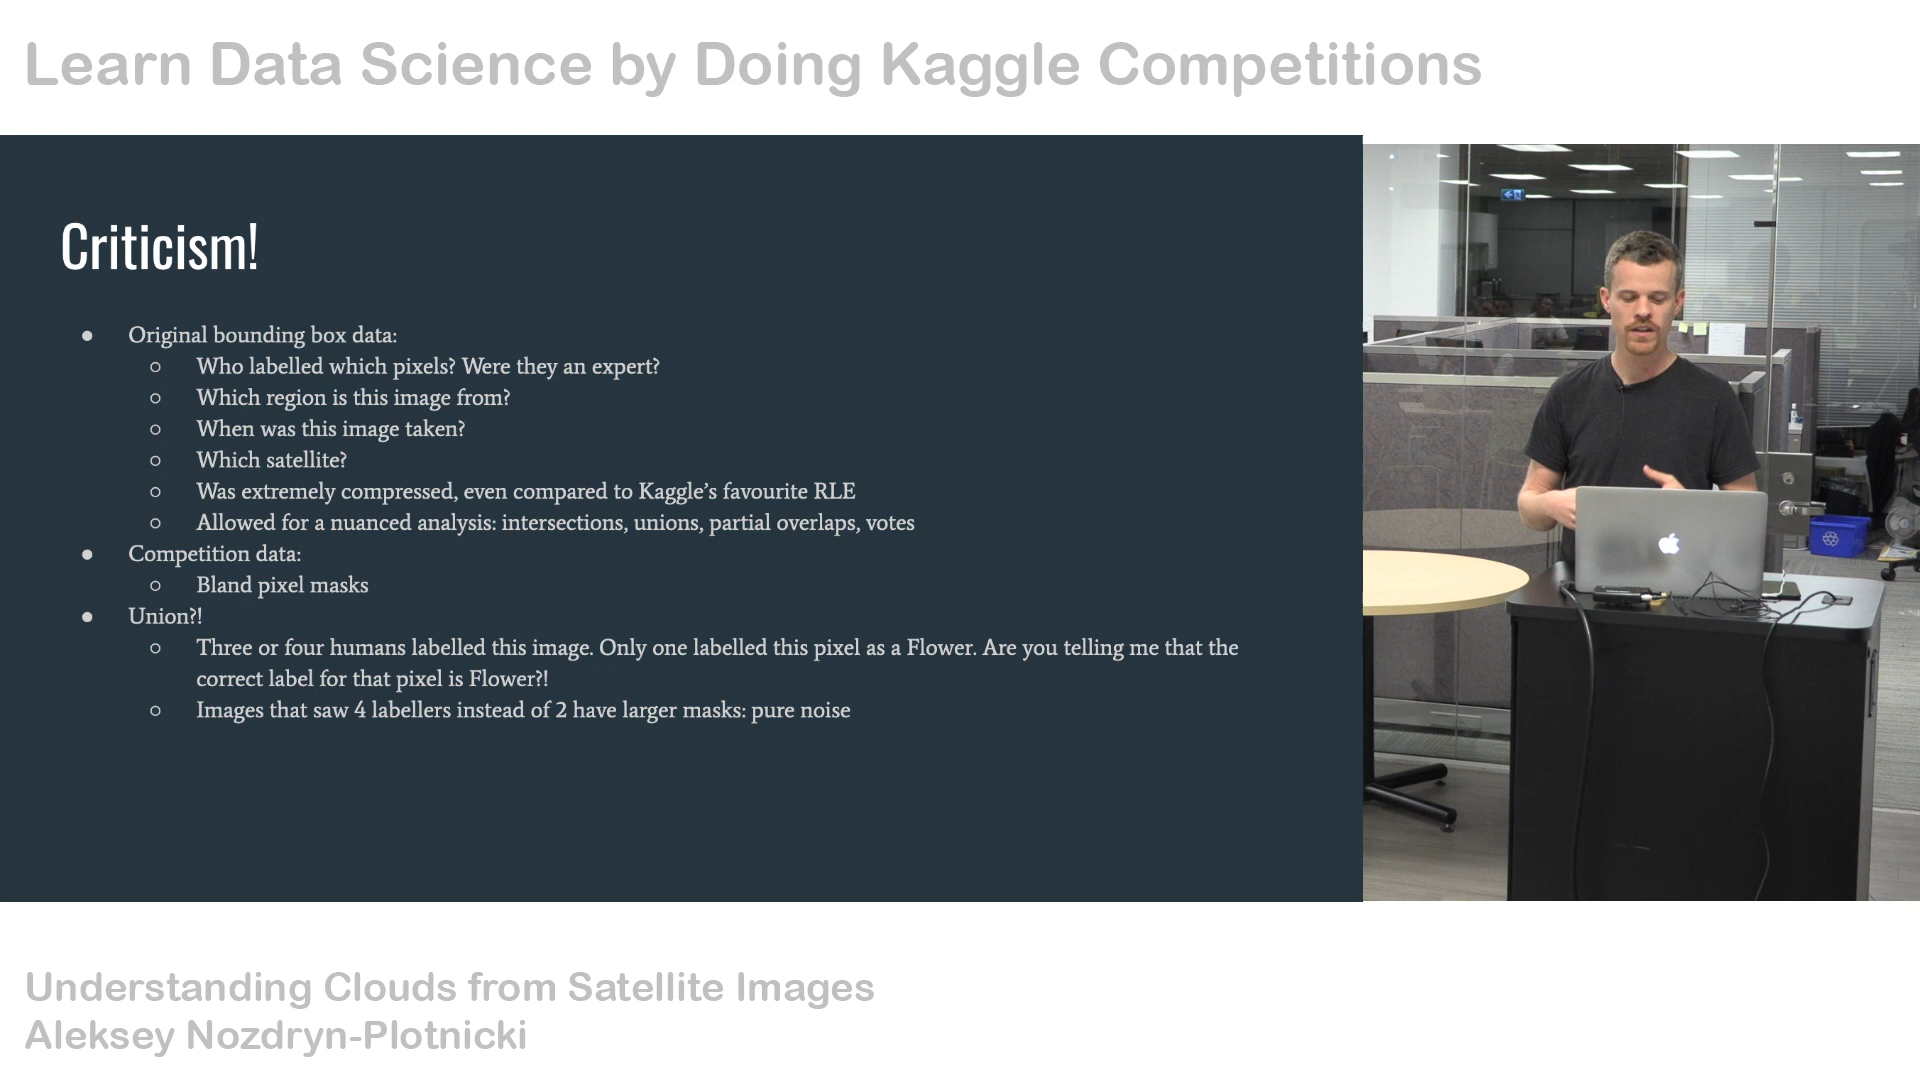 Learn Data Science by Doing Kaggle Competitions
Criticism!
● Original bounding box data:
○ Who labelled which pixels? Were they an expert?
○ Which region is this image from?
○ When was this image taken?
○ Which satellite?
○ Was extremely compressed, even compared to Kaggle's favourite RLE
○ Allowed for a nuanced analysis: intersections, unions, partial overlaps, votes
● Competition data:
○ Bland pixel masks
● Union?!
○ Three or four humans labelled this image. Only one labelled this pixel as a Flower. Are you telling me that the
correct label for that pixel is Flower?!
○ Images that saw 4 labellers instead of 2 have larger masks: pure noise
Understanding Clouds from Satellite Images
Aleksey Nozdryn-Plotnicki